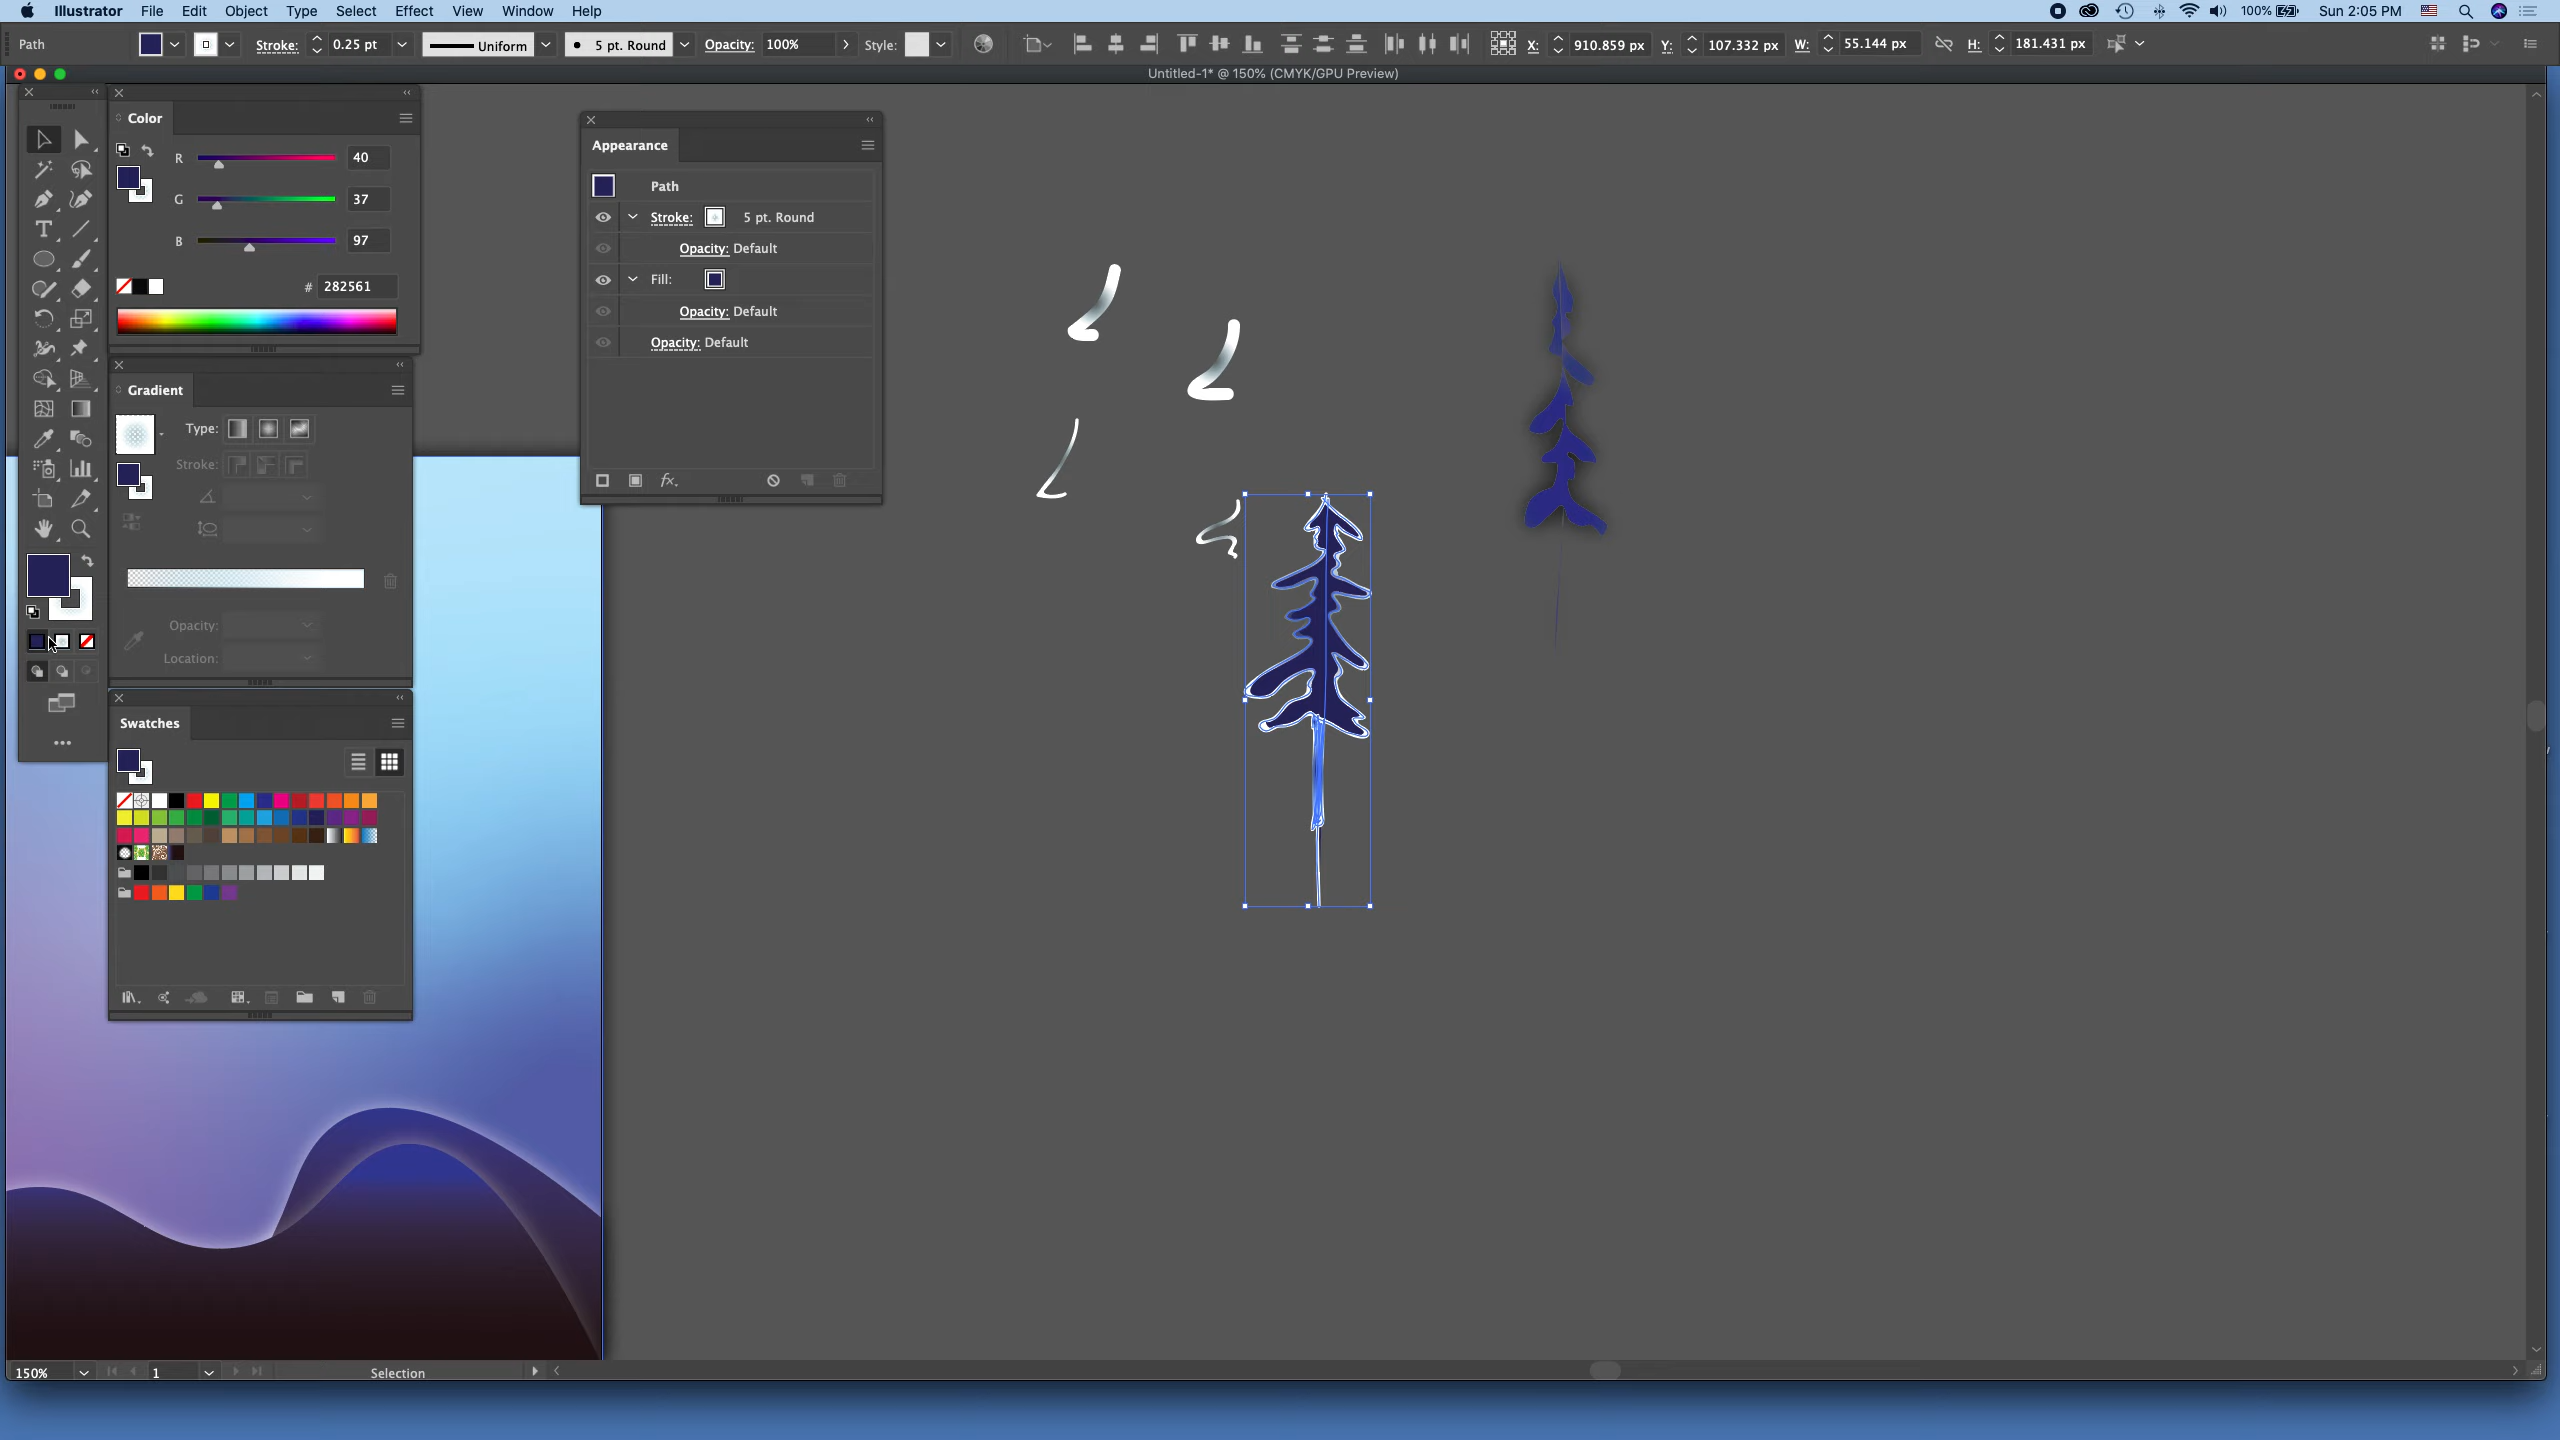 Illustrator File Edit Object Type Select Effect View Window Help 100% Sun 2:05 PM
Path Stroke: 0.25 pt Uniform 5 pt. Round Opacity: 100% Style: X: 910.859 px Y: 107.332 px W: 55.144 px H: 181.431 px
Untitled-1* @ 150% (CMYK/GPU Preview)
Color
R 40
G 37
B 97
# 282561
Gradient
Type:
Stroke:
Opacity:
Location:
Swatches
Appearance
Path
Stroke: 5 pt. Round
Opacity: Default
Fill:
Opacity: Default
Opacity: Default
fx.
150% 1 Selection